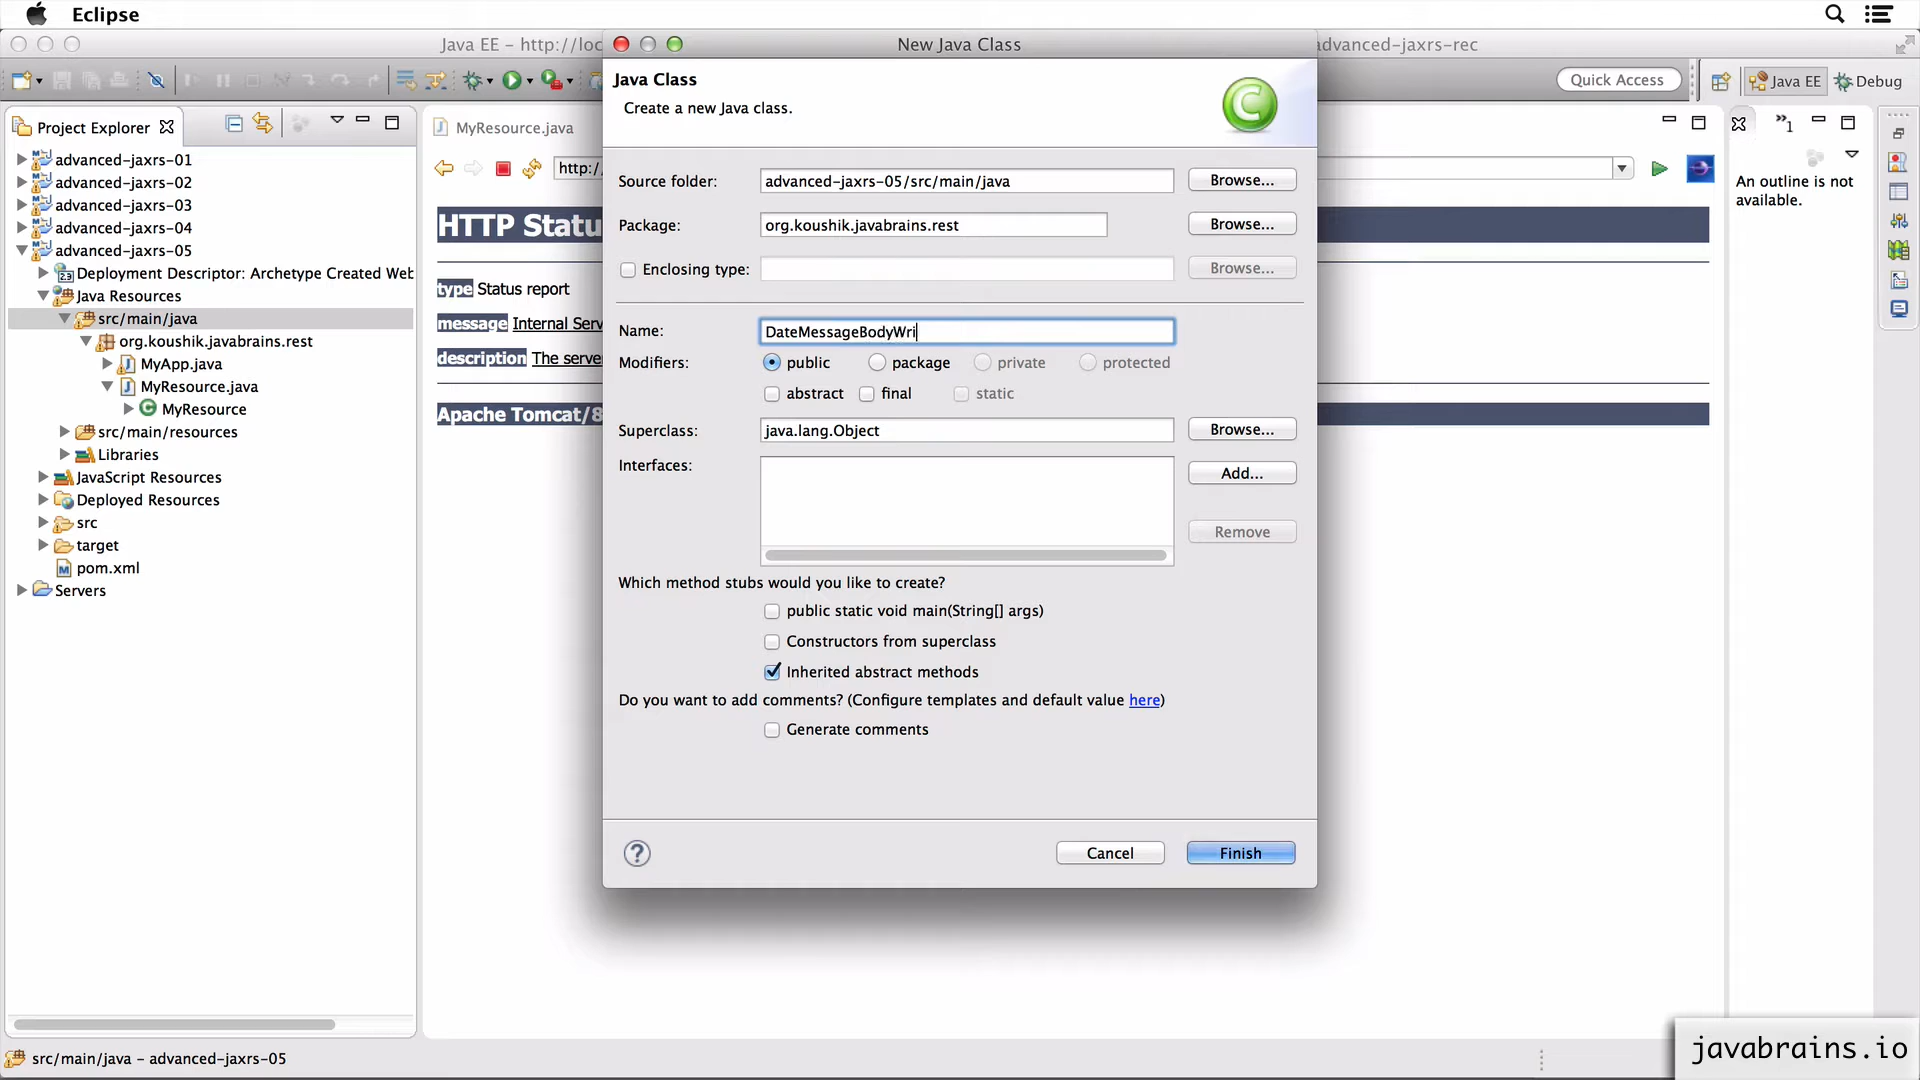 Eclipse
Java EE - http://loc
New Java Class
advanced-jaxrs-rec
Quick Access
Java EE
Debug
Project Explorer
advanced-jaxrs-01
advanced-jaxrs-02
advanced-jaxrs-03
advanced-jaxrs-04
advanced-jaxrs-05
Deployment Descriptor: Archetype Created Web
Java Resources
src/main/java
org.koushik.javabrains.rest
MyApp.java
MyResource.java
MyResource
src/main/resources
Libraries
JavaScript Resources
Deployed Resources
src
target
pom.xml
Servers
MyResource.java
http:/
HTTP Statu
type Status report
message Internal Serv
description The server
Apache Tomcat/8
Java Class
Create a new Java class.
Source folder: advanced-jaxrs-05/src/main/java Browse...
Package: org.koushik.javabrains.rest Browse...
Enclosing type: Browse...
Name: DateMessageBodyWri
Modifiers: public package private protected
abstract final static
Superclass: java.lang.Object Browse...
Interfaces: Add...
Remove
Which method stubs would you like to create?
public static void main(String[] args)
Constructors from superclass
Inherited abstract methods
Do you want to add comments? (Configure templates and default value here)
Generate comments
Cancel Finish
An outline is not
available.
src/main/java - advanced-jaxrs-05
javabrains.io